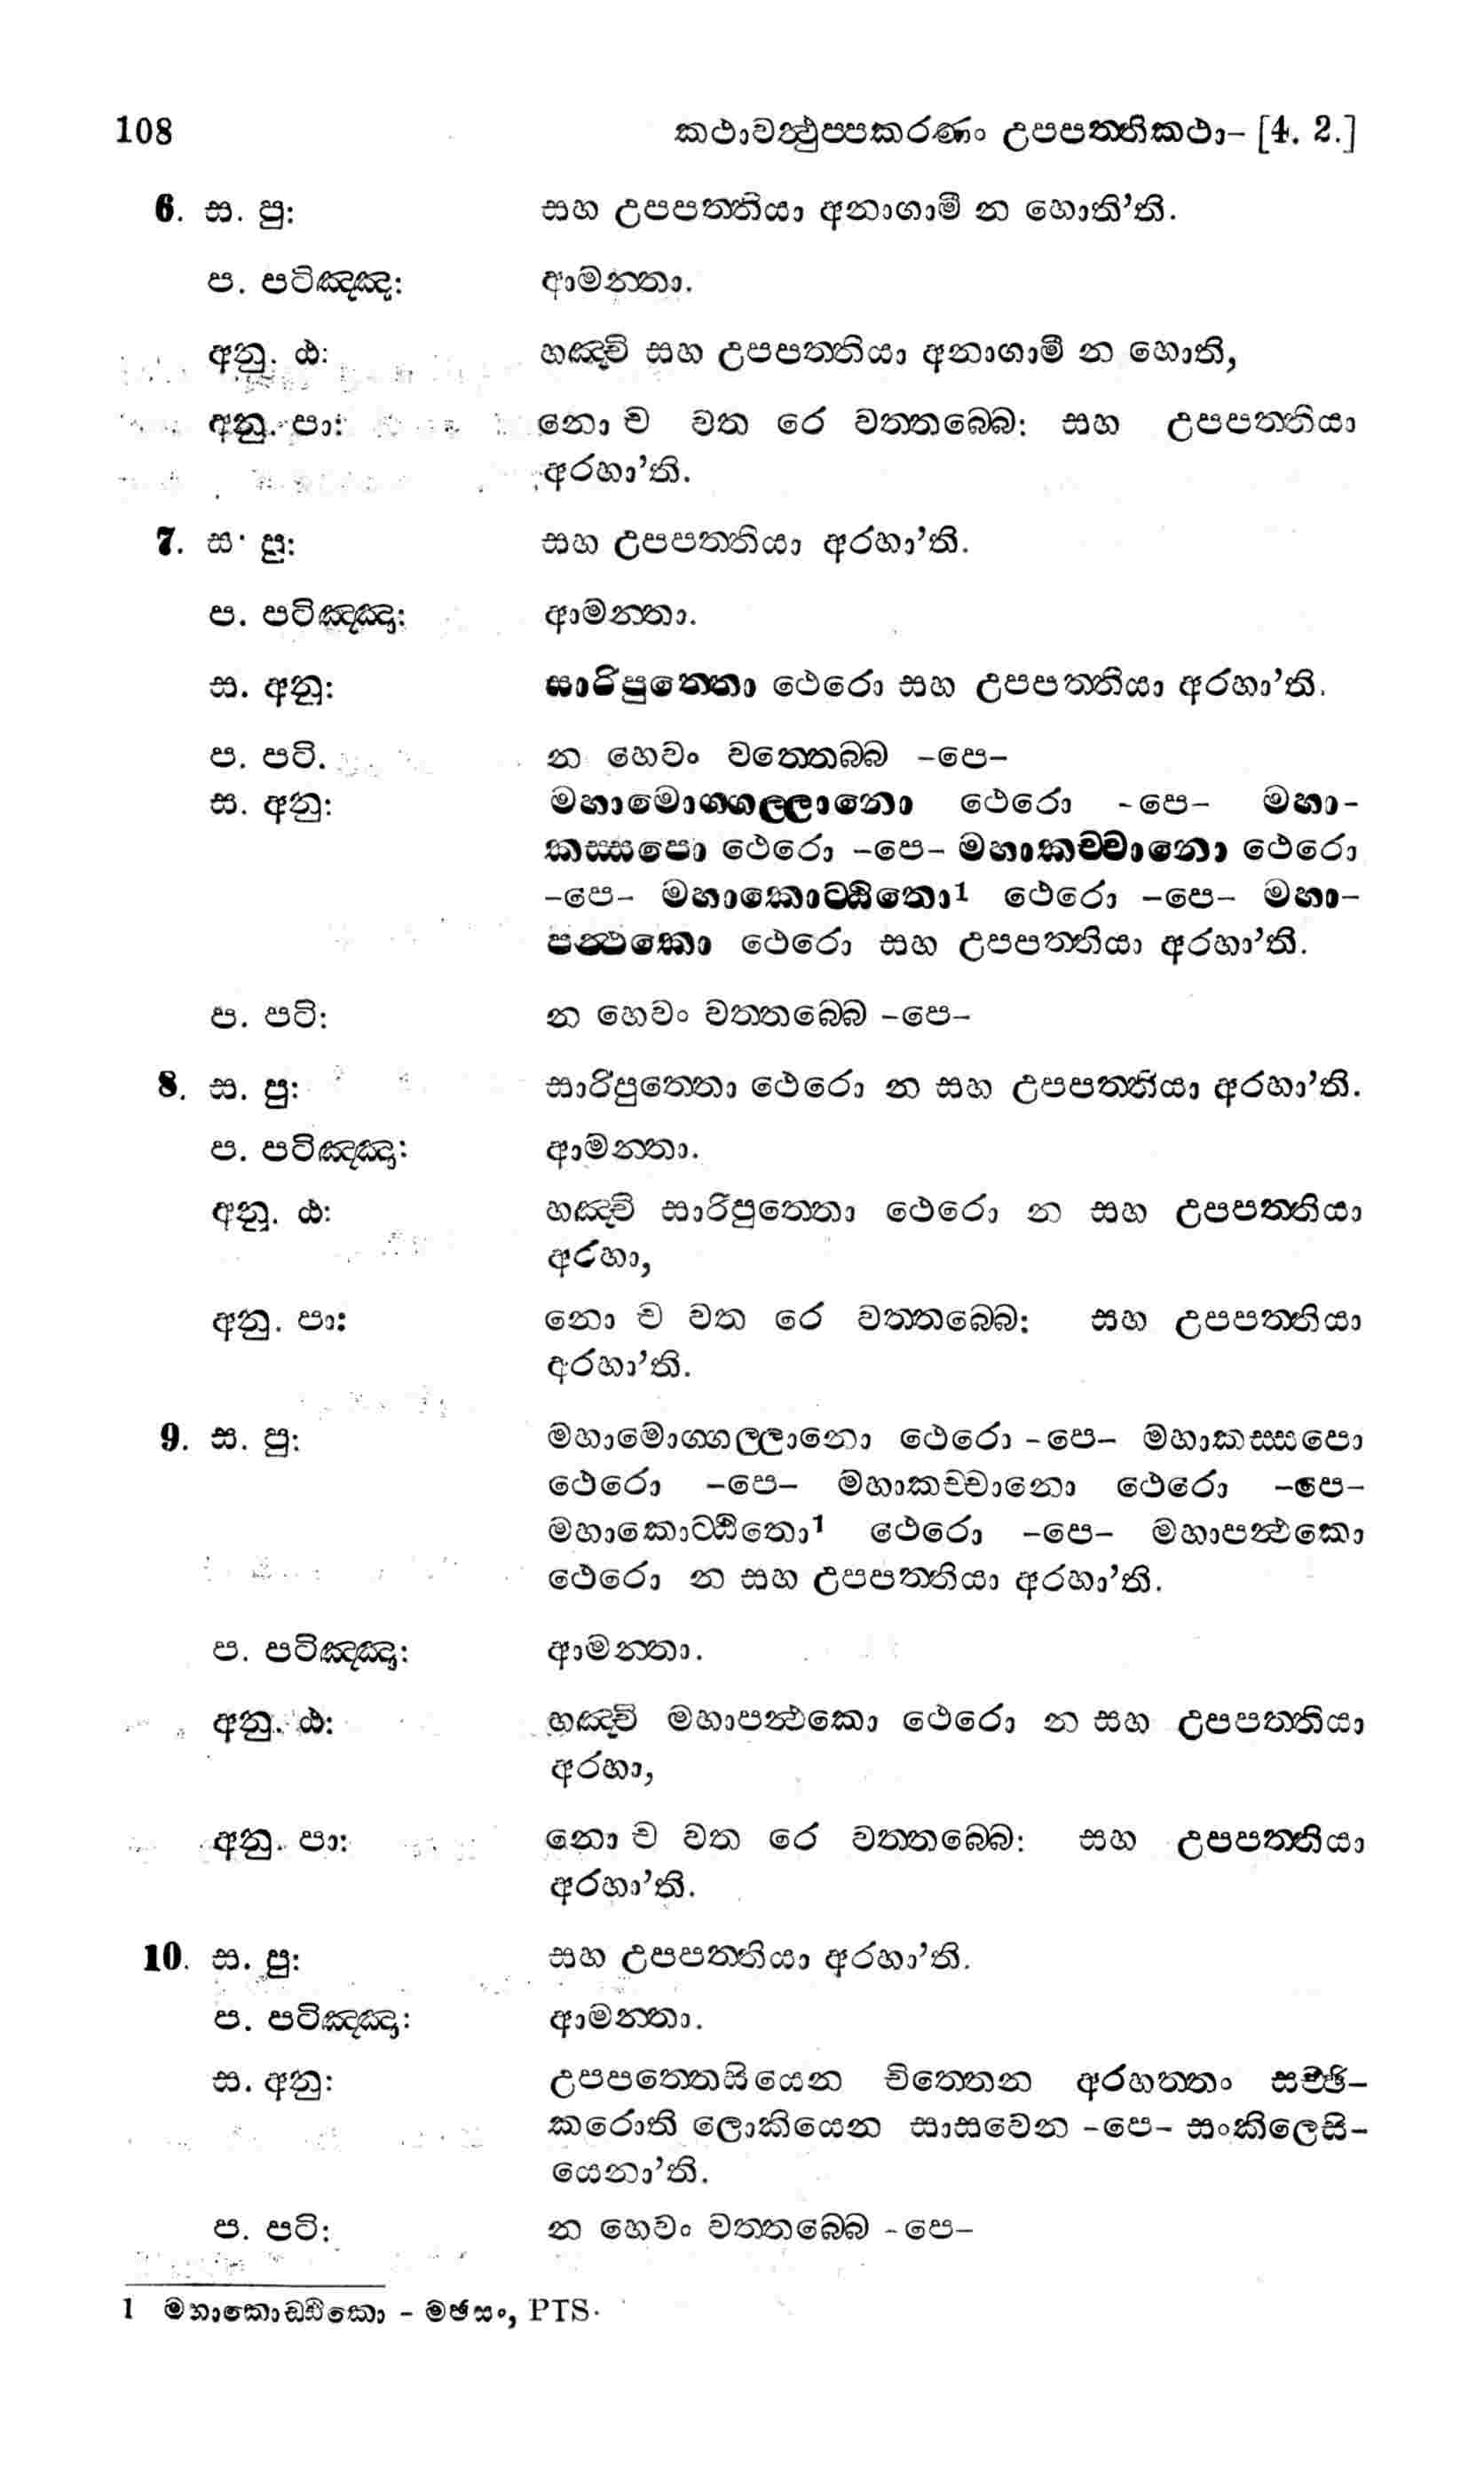 108 කථාවත්‍ථුප්පකරණං උපපත්තිකථා– [4. 2.]
6. ස. පු: සහ උපපත්තියා අනාගාමී න හොති’ති.
ප. පටිඤ්ඤ: ආමන්තා.
අනු. ඨ: හඤ්චි සහ උපපත්තියා අනාගාමී න හොති,
අනු. පා: නො ච වත රෙ වත්තබ්බෙ: සහ උපපත්තියා
අරහා’ති.
7. ස. පු: සහ උපපත්තියා අරහා’ති.
ප. පටිඤ්ඤා: ආමන්තා.
ස. අනු: සාරිපුත්තො ථෙරො සහ උපපත්තියා අරහා’ති.
ප. පටි. න හෙවං වත්තෙබ්බ –පෙ–
ස. අනු: මහාමොග්ගල්ලානො ථෙරො -පෙ– මහා-
කස්සපො ථෙරො –පෙ– මහාකච්චානො ථෙරො
–පෙ– මහාකොට්ඨිතො1 ථෙරො –පෙ– මහා–
පන්‍ථකො ථෙරො සහ උපපත්තියා අරහා’ති.
ප. පටි: න හෙවං වත්තබ්බෙ –පෙ–
8. ස. පු: සාරිපුත්තො ථෙරො න සහ උපපත්තියා අරහා’ති.
ප. පටිඤ්ඤා: ආමන්තා.
අනු. ඨ: හඤ්චි සාරිපුත්තො ථෙරො න සහ උපපත්තියා
අරහා,
අනු. පා: නො ච වත රෙ වත්තබ්බෙ: සහ උපපත්තියා
අරහා’ති.
9. ස. පු: මහාමොග්ගල්ලානො ථෙරො -පෙ– මහාකස්සපො
ථෙරො –පෙ– මහාකච්චානො ථෙරො –පෙ–
මහාකොට්ඨිතො1 ථෙරො –පෙ– මහාපන්‍ථකො
ථෙරො න සහ උපපත්තියා අරහා’ති.
ප. පටිඤ්ඤා: ආමන්තා.
අනු. ඨ: හඤ්චි මහාපන්‍ථකො ථෙරො න සහ උපපත්තියා
අරහා,
අනු. පා: නො ච වත රෙ වත්තබ්බෙ: සහ උපපත්තියා
අරහා’ති.
10. ස. පු: සහ උපපත්තියා අරහා’ති.
ප. පටිඤ්ඤා: ආමන්තා.
ස. අනු: උපපත්තෙසියෙන චිත්තෙන අරහත්තං සච්ඡි–
කරොති ලොකියෙන සාසවෙන –පෙ– සංකිලෙසි–
යෙනා’ති.
ප. පටි: න හෙවං වත්තබ්බෙ -පෙ–
1 මහාකොඩ්ඪිකො – මඡසං, PTS.